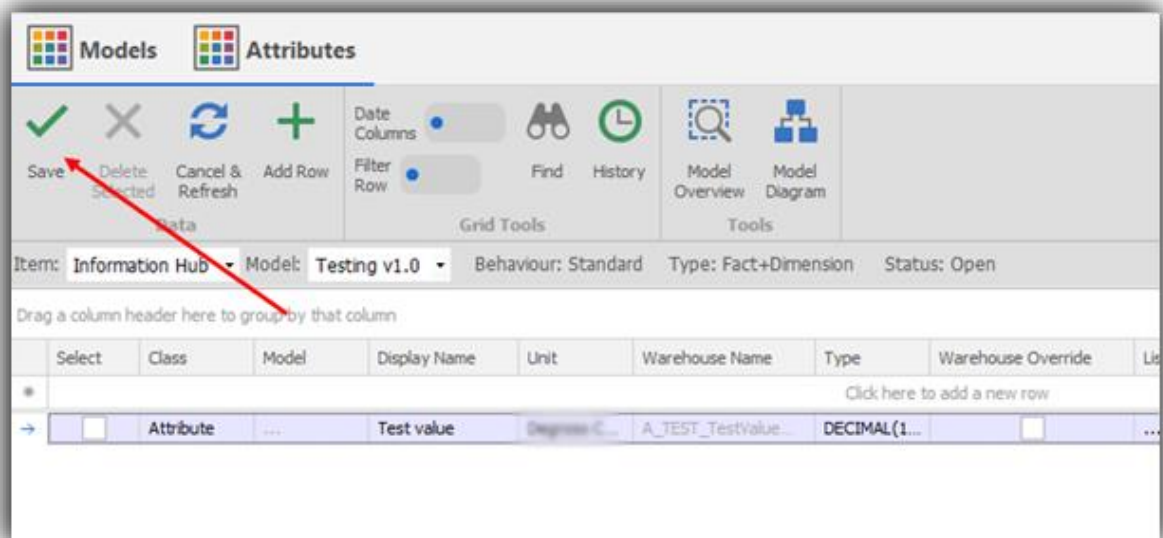 Models Attributes
Save Delete Selected Cancel & Refresh Add Row Date Columns Filter Row Find History Model Overview Model Diagram
Data Grid Tools Tools
Item: Information Hub Model: Testing v1.0 Behaviour: Standard Type: Fact+Dimension Status: Open
Drag a column header here to group by that column
Select Class Model Display Name Unit Warehouse Name Type Warehouse Override Lis
Click here to add a new row
Attribute ... Test value A_TEST_TestValue... DECIMAL(1... ...